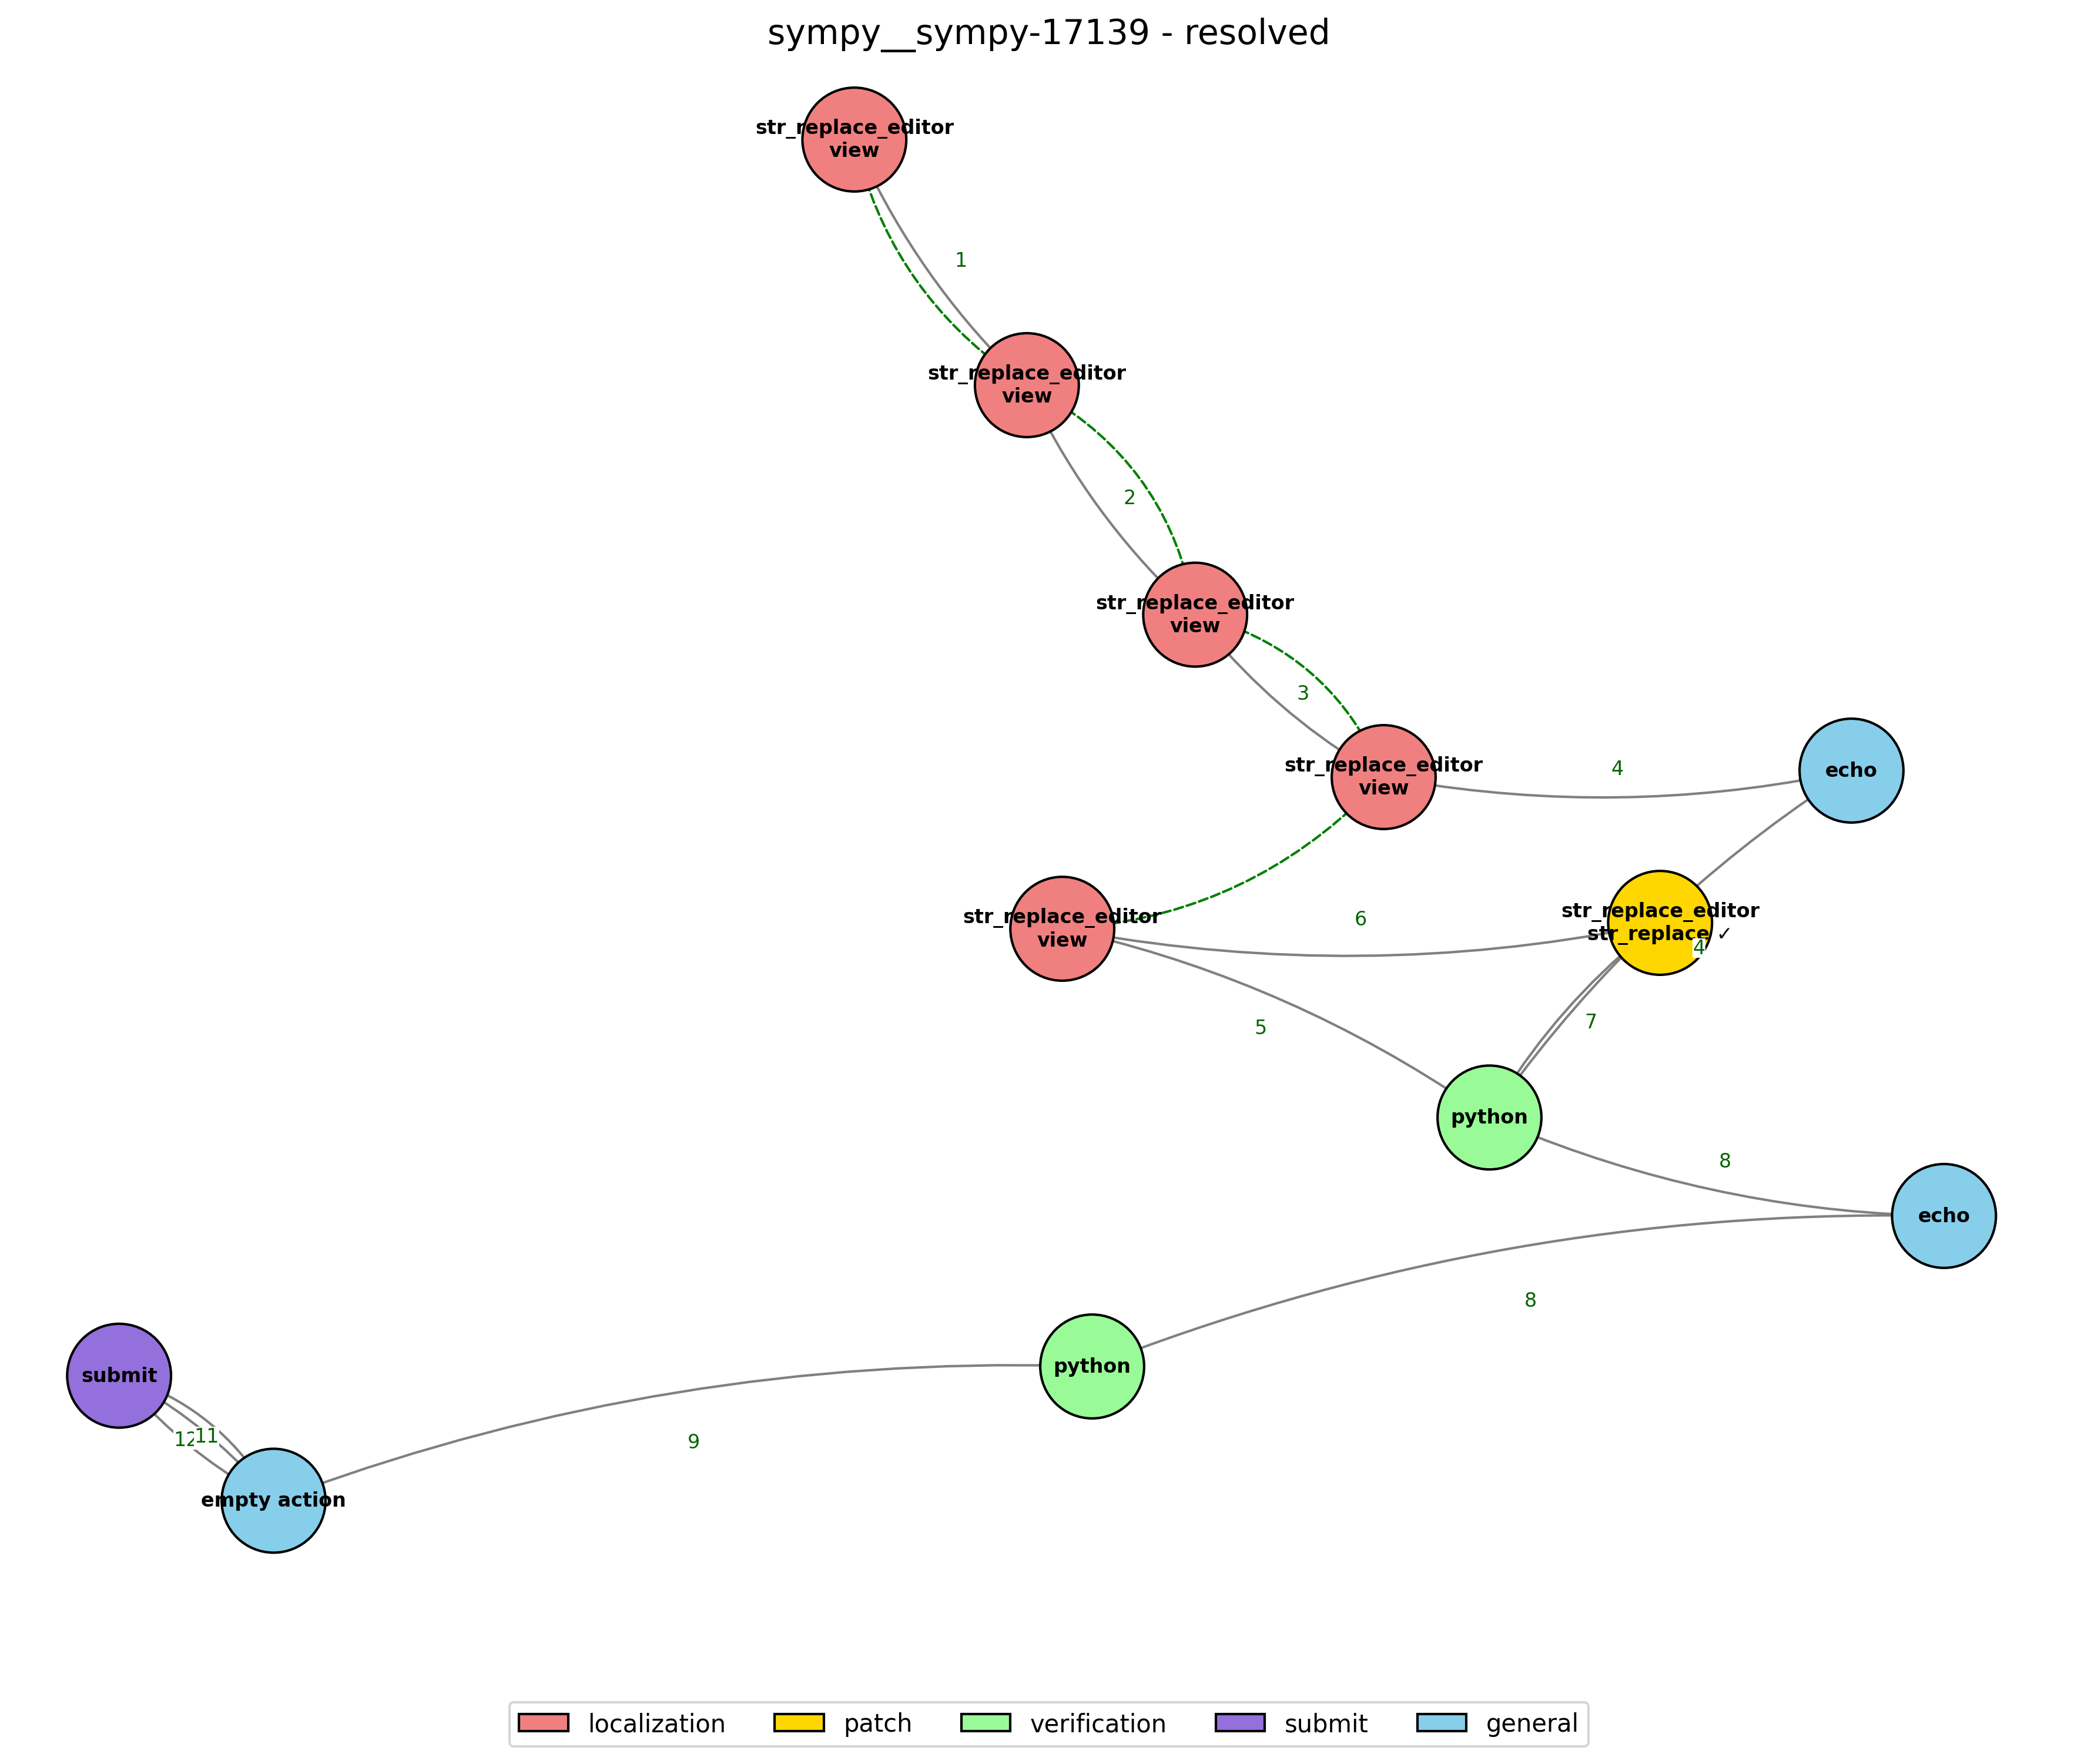 sympy__sympy-17139 - resolved
str_replace_editor
view
1
str_replace_editor
view
2
str_replace_editor
view
3
str_replace_editor
view
4
echo
str_replace_editor
view
6
str_replace_editor
str_replace ✓
4
5
7
python
8
echo
8
python
submit
12
11
9
empty action
localization
patch
verification
submit
general